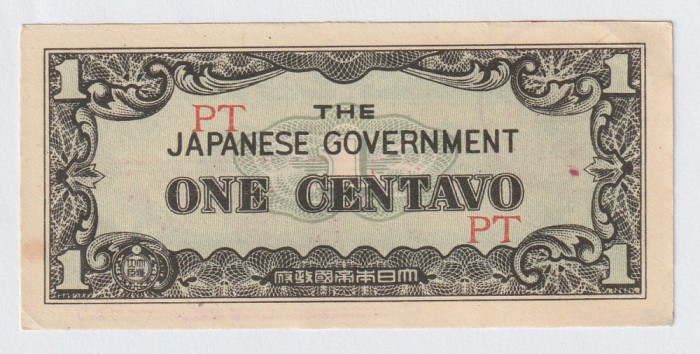 1 1
PT THE
JAPANESE GOVERNMENT
ONE CENTAVO
PT
1 1
大日本帝國政府